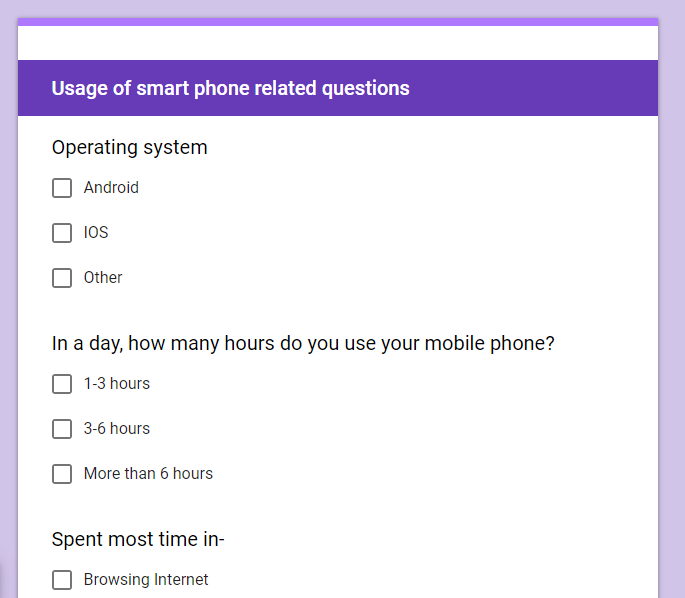 Usage of smart phone related questions
Operating system
Android
IOS
Other
In a day, how many hours do you use your mobile phone?
1-3 hours
3-6 hours
More than 6 hours
Spent most time in-
Browsing Internet